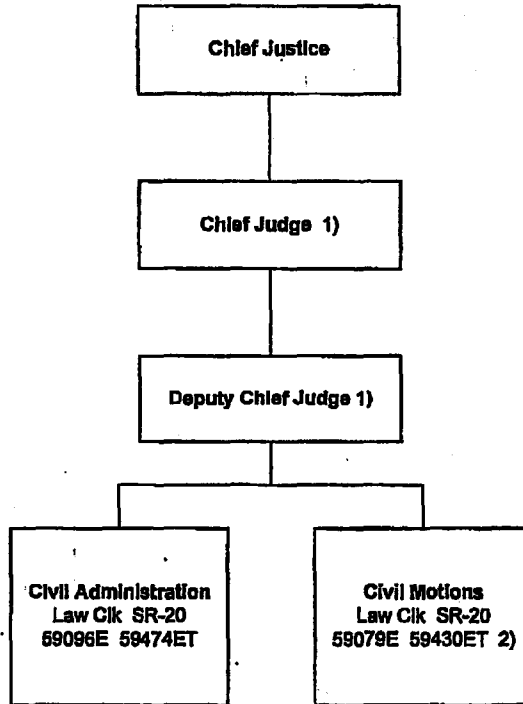 Chief Justice
Chief Judge 1)
Deputy Chief Judge 1)
Civil Administration
Law Clk SR-20
59096E 59474ET
Civil Motions
Law Clk SR-20
59079E 59430ET 2)